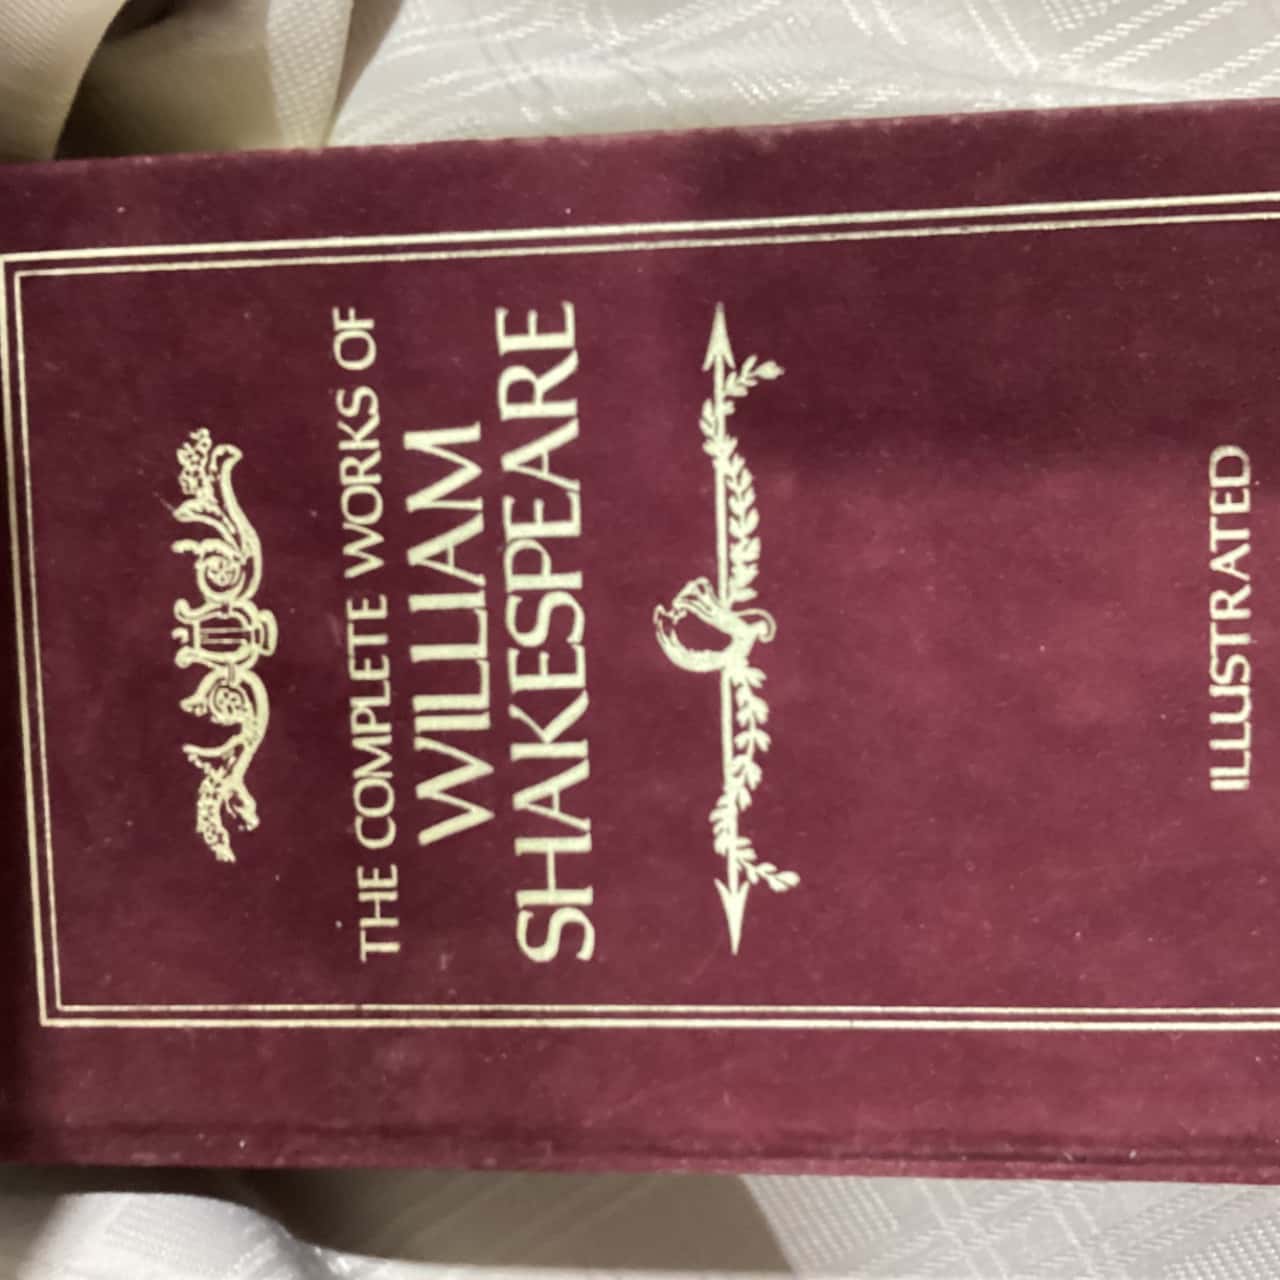 THE COMPLETE WORKS OF
WILLIAM
SHAKESPEARE
ILLUSTRATED